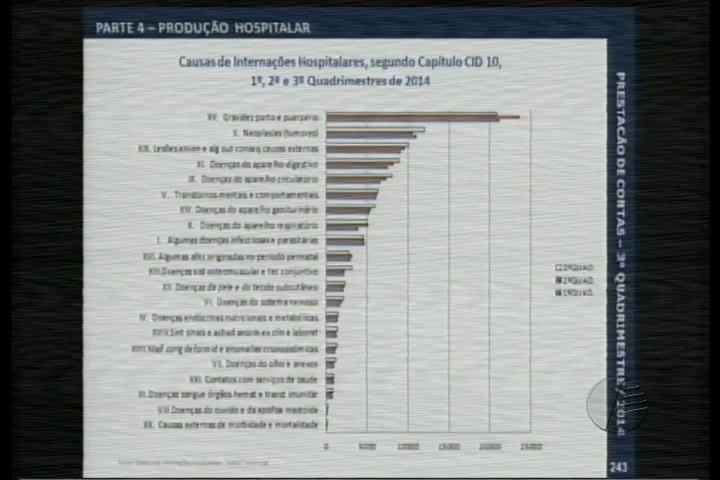 PARTE 4 – PRODUÇÃO HOSPITALAR
Causas de Internações Hospitalares, segundo Capítulo CID 10,
1º, 2º e 3º Quadrimestres de 2014
XV. Gravidez parto e puerpério
II. Neoplasias (tumores)
XIX. Lesões enven e alg out conseq causas externas
XI. Doenças do aparelho digestivo
IX. Doenças do aparelho circulatório
V. Transtornos mentais e comportamentais
XIV. Doenças do aparelho geniturinário
X. Doenças do aparelho respiratório
I. Algumas doenças infecciosas e parasitárias
XVI. Algumas afec originadas no período perinatal
XIII. Doenças sist osteomuscular e tec conjuntivo
XII. Doenças da pele e do tecido subcutâneo
VI. Doenças do sistema nervoso
IV. Doenças endócrinas nutricionais e metabólicas
XVIII. Sint sinais e achad anorm ex clín e laborat
XVII. Malf cong deformid e anomalias cromossômicas
VII. Doenças do olho e anexos
XXI. Contatos com serviços de saúde
III. Doenças sangue órgãos hemat e transt imunitár
VIII. Doenças do ouvido e da apófise mastóide
XX. Causas externas de morbidade e mortalidade
0 5000 10000 15000 20000 25000
3ºQUAD.
2ºQUAD.
1ºQUAD.
PRESTAÇÃO DE CONTAS – 3º QUADRIMESTRE / 2014
243